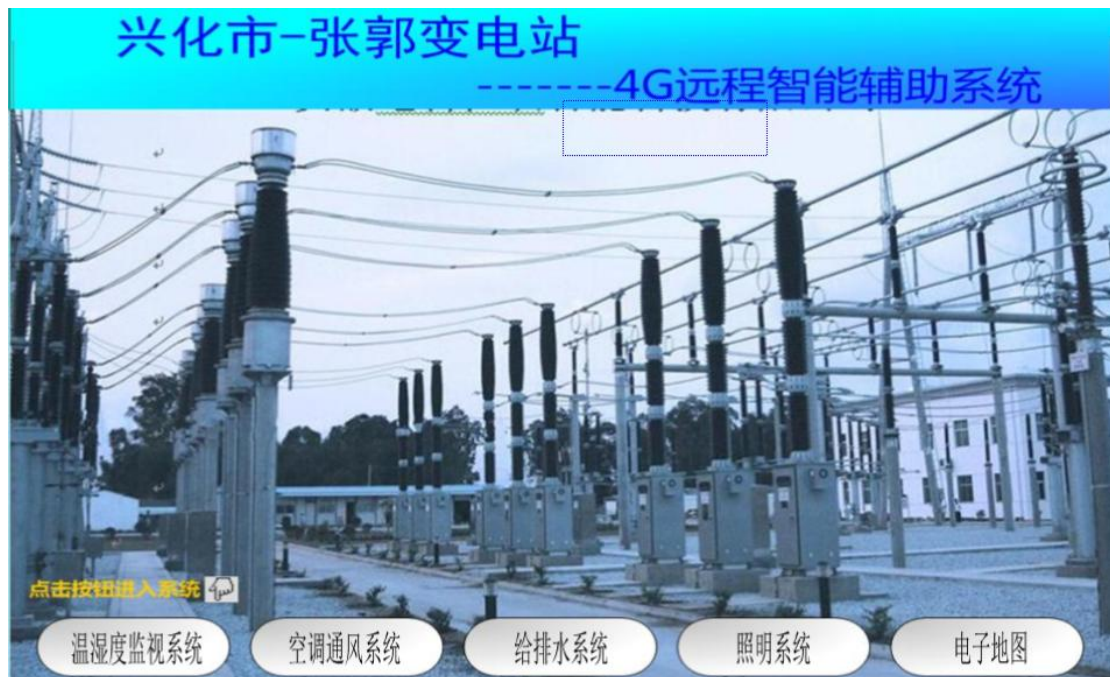 兴化市-张郭变电站
-------4G远程智能辅助系统
点击按钮进入系统
温湿度监视系统
空调通风系统
给排水系统
照明系统
电子地图